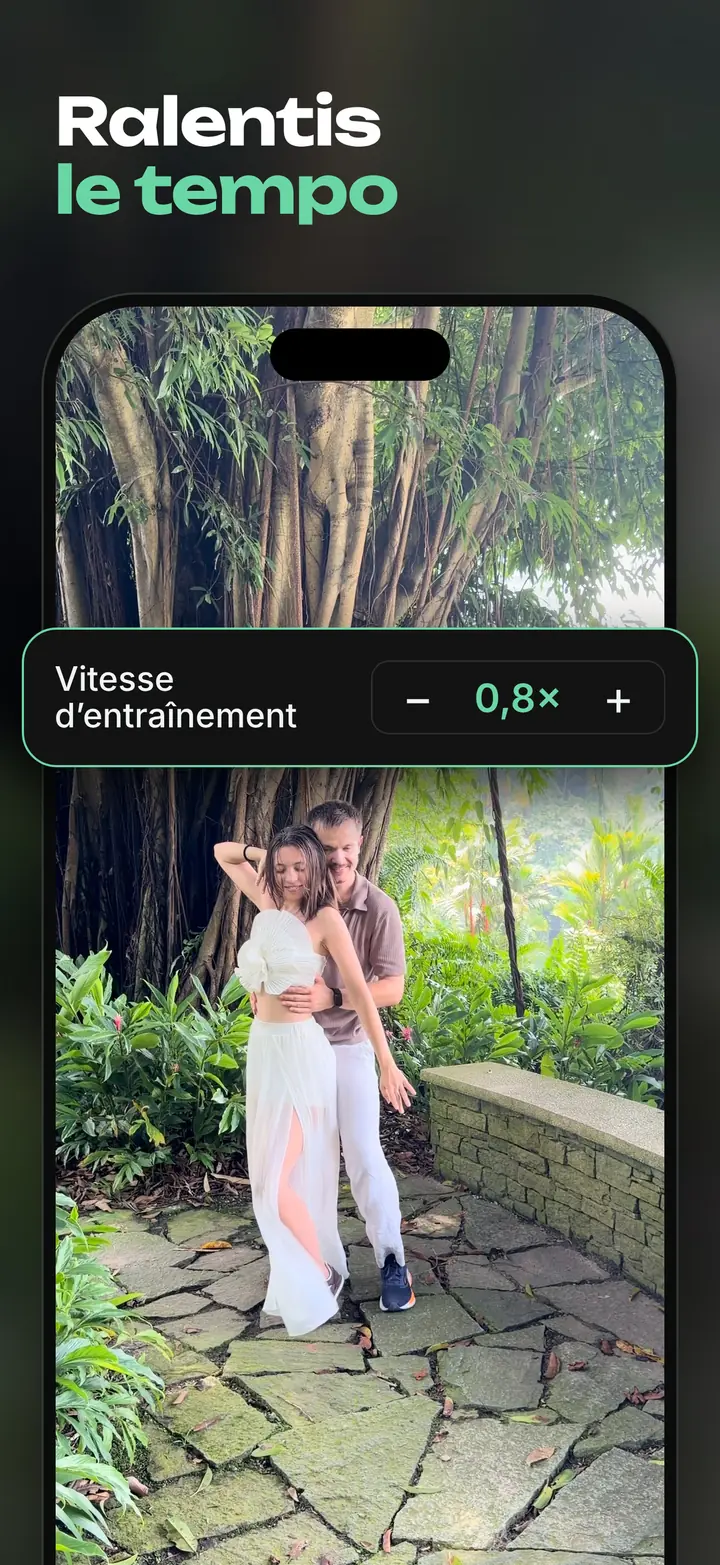 Ralentis
le tempo
Vitesse
d’entraînement
− 0,8× +